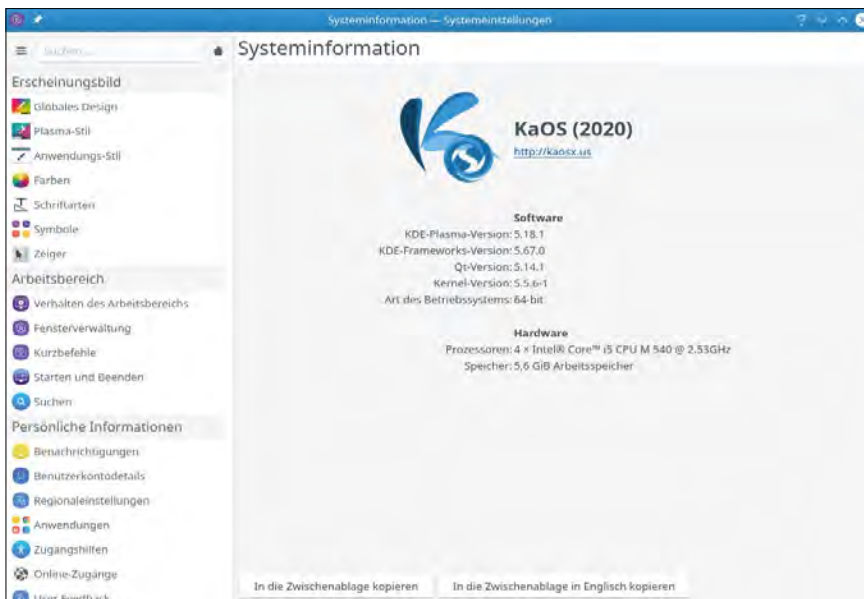 Systeminformation — Systemeinstellungen
Suchen...
Systeminformation
Erscheinungsbild
Globales Design
Plasma-Stil
Anwendungs-Stil
Farben
Schriftarten
Symbole
Zeiger
Arbeitsbereich
Verhalten des Arbeitsbereichs
Fensterverwaltung
Kurzbefehle
Starten und Beenden
Suchen
Persönliche Informationen
Benachrichtigungen
Benutzerkontodetails
Regionaleinstellungen
Anwendungen
Zugangshilfen
Online-Zugänge
User Feedback
KaOS (2020)
http://kaosx.us
Software
KDE-Plasma-Version: 5.18.1
KDE-Frameworks-Version: 5.67.0
Qt-Version: 5.14.1
Kernel-Version: 5.5.6-1
Art des Betriebssystems: 64-bit
Hardware
Prozessoren: 4 × Intel® Core™ i5 CPU M 540 @ 2.53GHz
Speicher: 5,6 GiB Arbeitsspeicher
In die Zwischenablage kopieren
In die Zwischenablage in Englisch kopieren